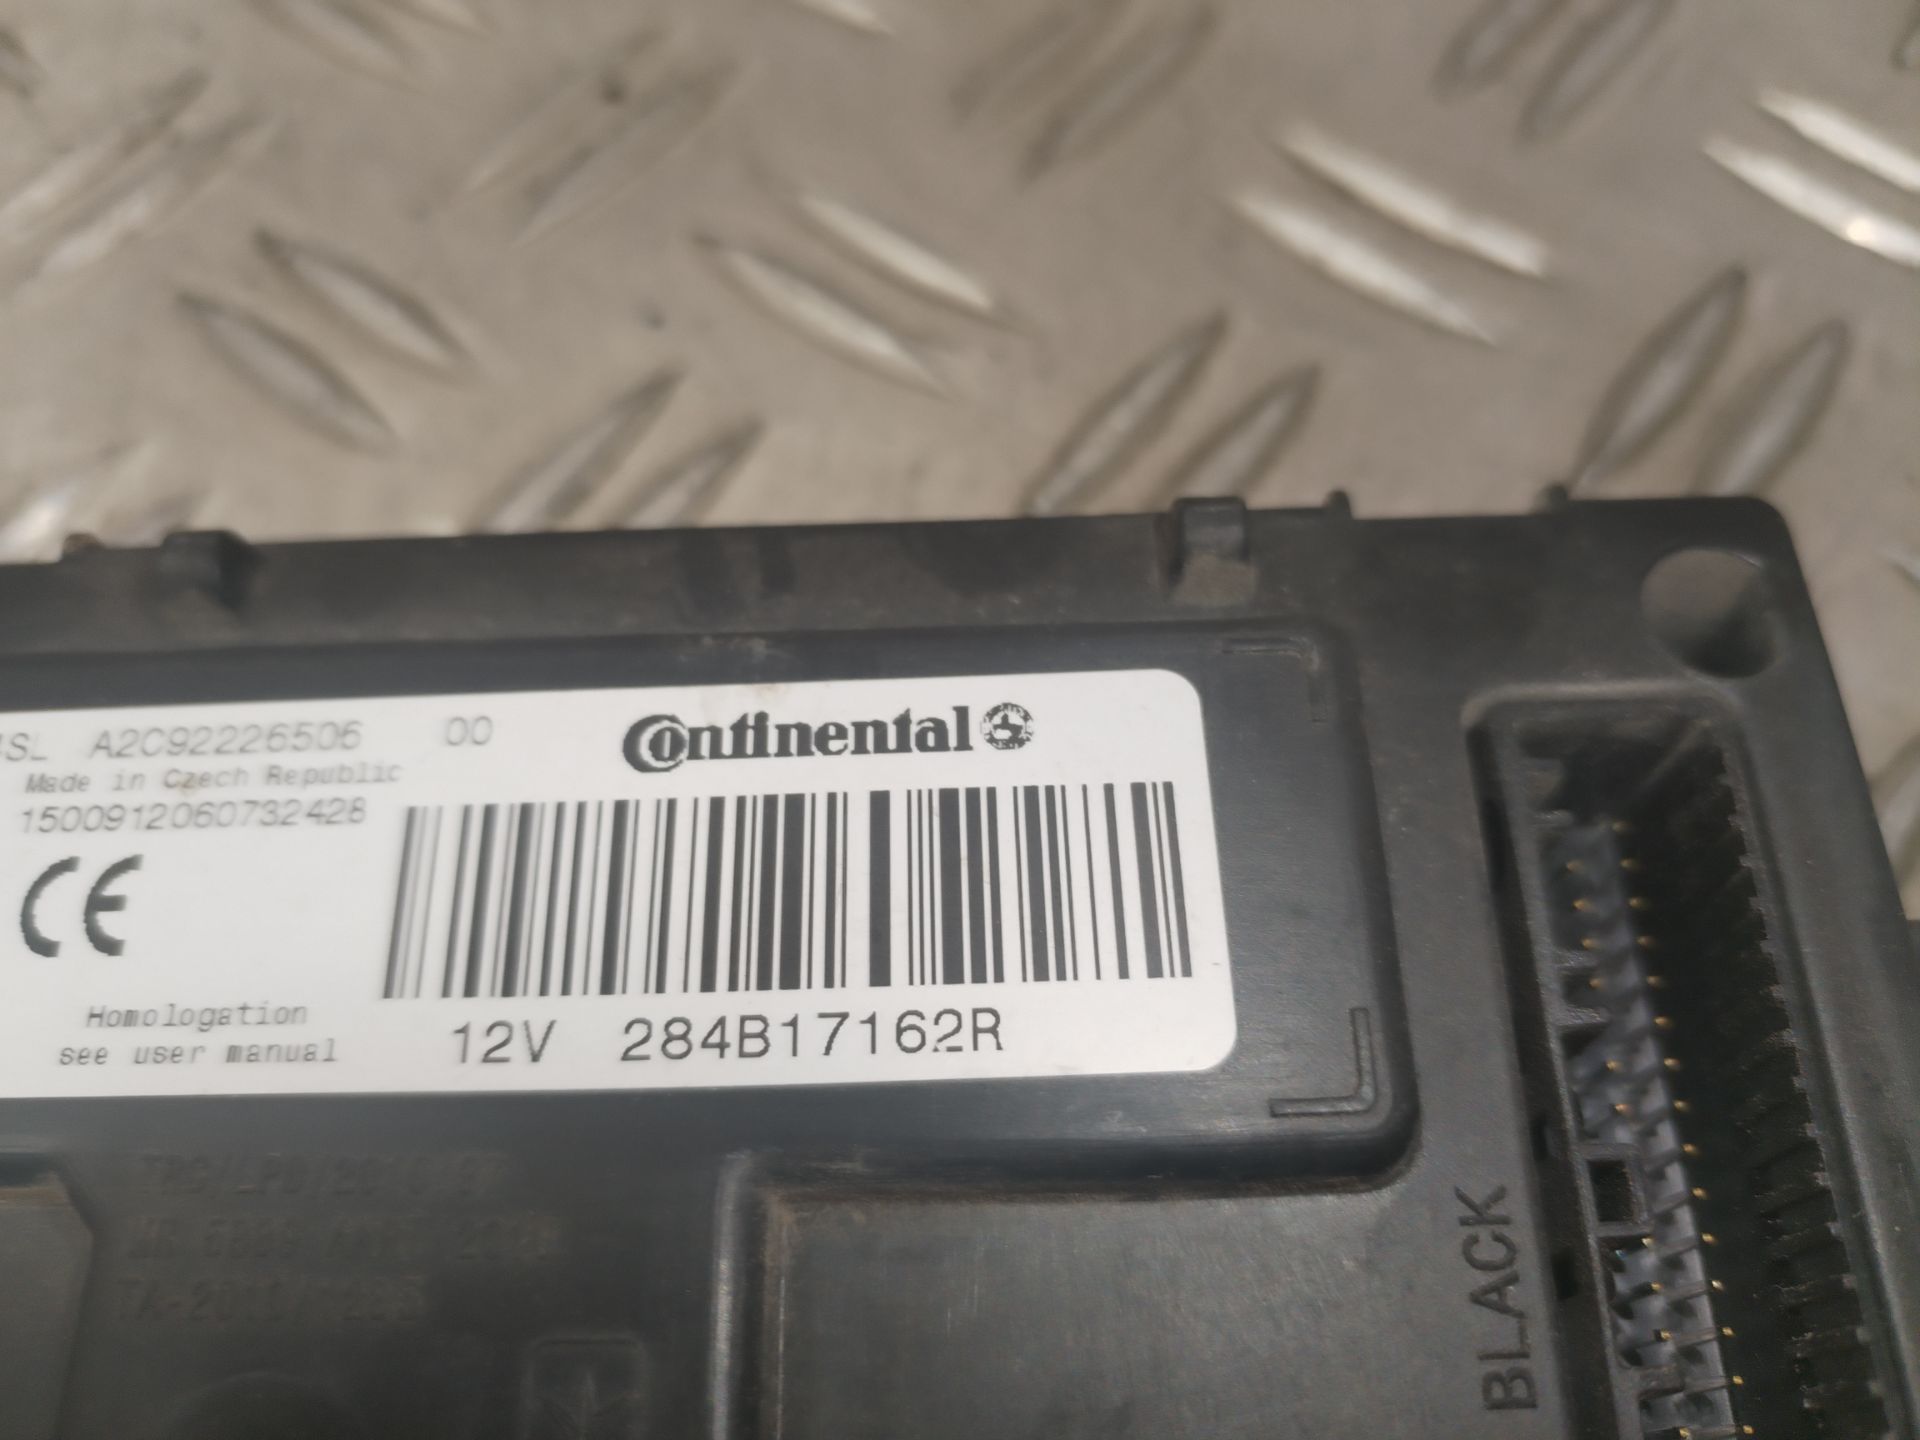 A2C92226506 00
Continental
Made in Czech Republic
1500912060732428
CE
Homologation
see user manual
12V 284B17162R
BLACK